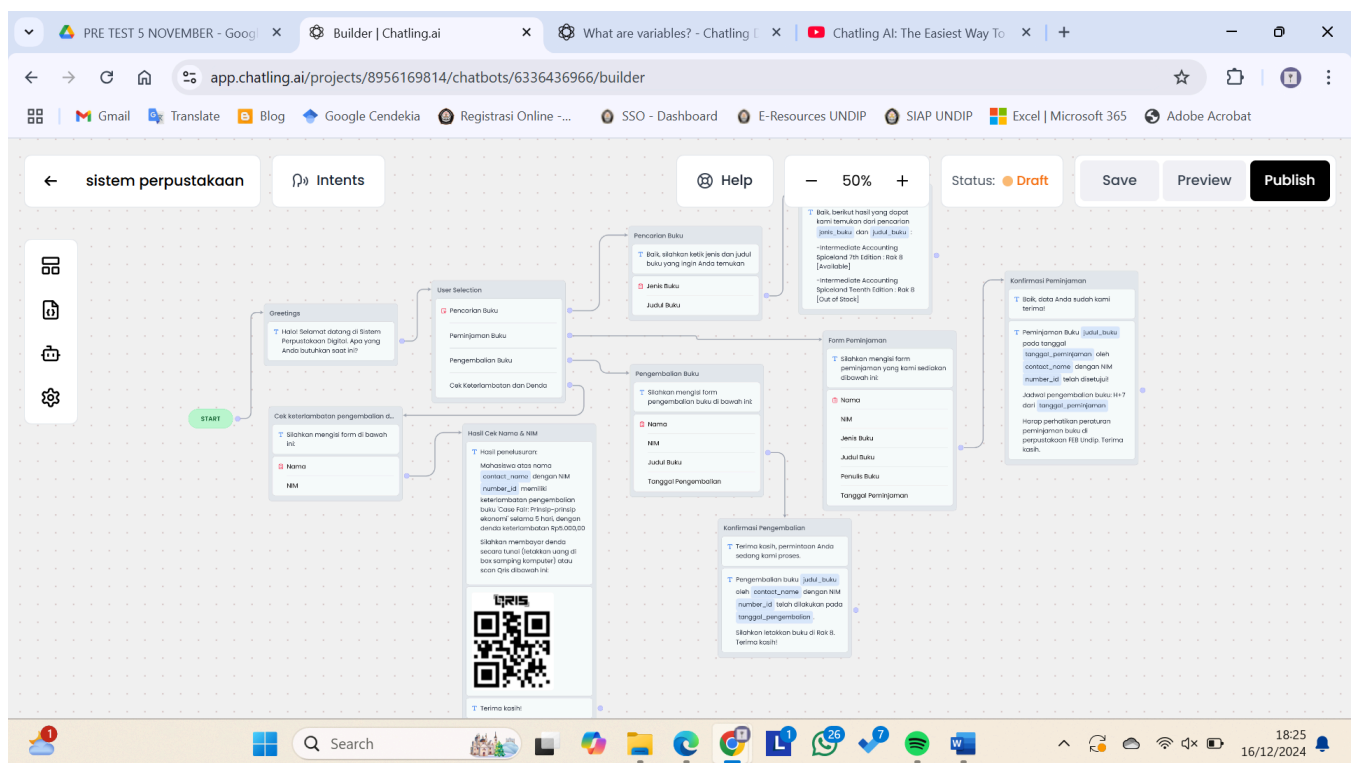 PRE TEST 5 NOVEMBER - Googl
Builder | Chatling.ai
What are variables? - Chatling D
Chatling AI: The Easiest Way To
app.chatling.ai/projects/8956169814/chatbots/6336436966/builder
Gmail
Translate
Blog
Google Cendekia
Registrasi Online -...
SSO - Dashboard
E-Resources UNDIP
SIAP UNDIP
Excel | Microsoft 365
Adobe Acrobat
sistem perpustakaan
Intents
Help
50%
Status: Draft
Save
Preview
Publish
START
Greetings
Halo! Selamat datang di Sistem
Perpustakaan Digital. Apa yang
Anda butuhkan saat ini?
User Selection
Pencarian Buku
Peminjaman Buku
Pengembalian Buku
Cek Keterlambatan dan Denda
Pencarian Buku
Baik, silahkan ketik jenis dan judul
buku yang ingin Anda temukan
Jenis Buku
Judul Buku
Baik, berikut hasil yang dapat
kami temukan dari pencarian
jenis_buku dan judul_buku :
-Intermediate Accounting
Spiceland 7th Edition : Rak B
[Available]
-Intermediate Accounting
Spiceland Teenth Edition : Rak B
[Out of Stock]
Form Peminjaman
Silahkan mengisi form
peminjaman yang kami sediakan
dibawah ini:
Nama
NIM
Jenis Buku
Judul Buku
Penulis Buku
Tanggal Peminjaman
Konfirmasi Peminjaman
Baik, data Anda sudah kami
terima!
Peminjaman Buku judul_buku
pada tanggal
tanggal_peminjaman oleh
contact_name dengan NIM
number_id telah disetujui!
Jadwal pengembalian buku: H+7
dari tanggal_peminjaman
Harap perhatikan peraturan
peminjaman buku di
perpustakaan FEB Undip. Terima
kasih.
Pengembalian Buku
Silahkan mengisi form
pengembalian buku di bawah ini:
Nama
NIM
Judul Buku
Tanggal Pengembalian
Konfirmasi Pengembalian
Terima kasih, permintaan Anda
sedang kami proses.
Pengembalian buku judul_buku
oleh contact_name dengan NIM
number_id telah dilakukan pada
tanggal_pengembalian.
Silahkan letakkan buku di Rak B.
Terima kasih!
Cek keterlambatan pengembalian d...
Silahkan mengisi form di bawah
ini:
Nama
NIM
Hasil Cek Nama & NIM
Hasil penelusuran:
Mahasiswa atas nama
contact_name dengan NIM
number_id memiliki
keterlambatan pengembalian
buku 'Case Fair: Prinsip-prinsip
ekonomi' selama 5 hari, dengan
denda keterlambatan Rp5.000,00
Silahkan membayar denda
secara tunai (letakkan uang di
box samping komputer) atau
scan Qris dibawah ini:
QRIS
Terima kasih!
1
Search
1
26
7
18:25
16/12/2024